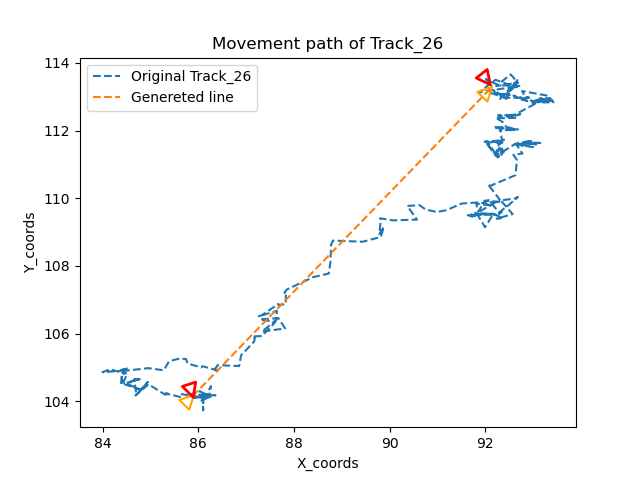 Movement path of Track_26
Original Track_26
Genereted line
Y_coords
114
112
110
108
106
104
84
86
88
90
92
X_coords